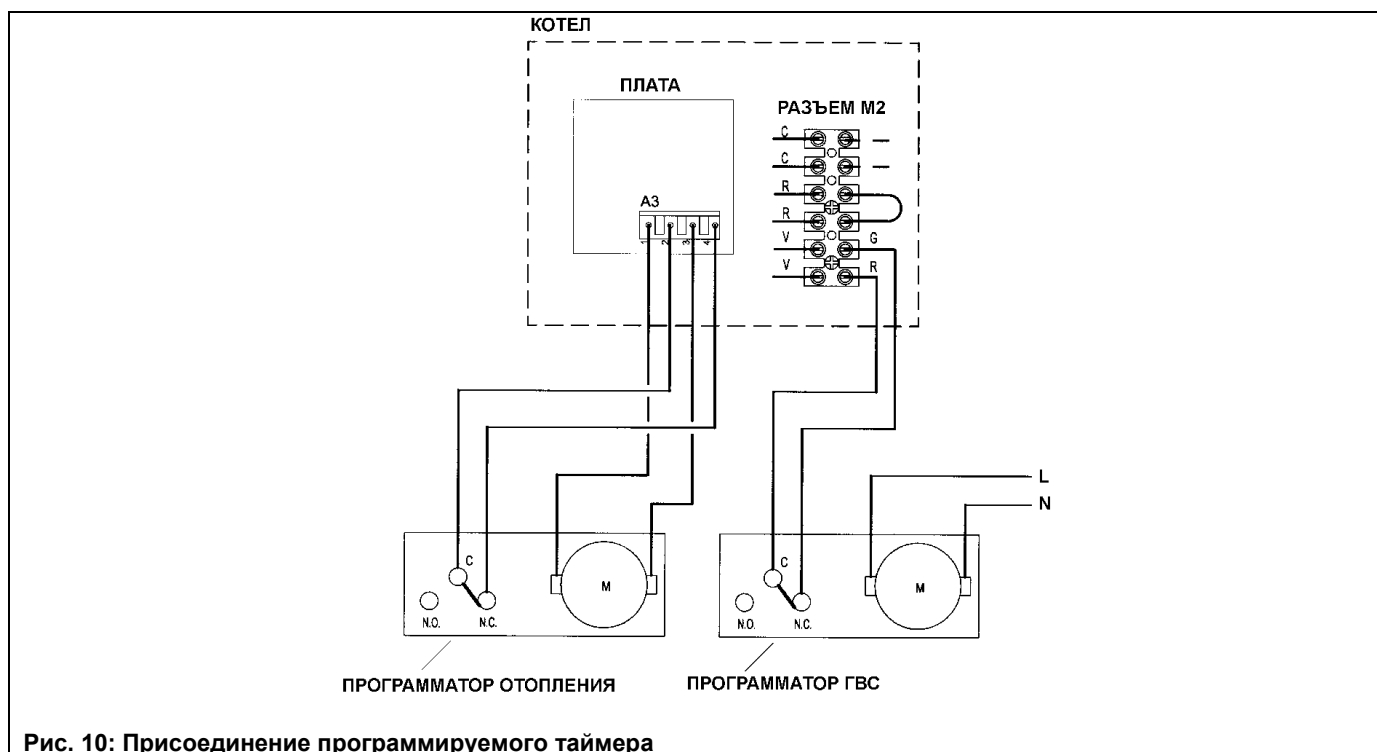 КОТЕЛ
ПЛАТА
РАЗЪЕМ М2
C
C
R
R
V
G
V
R
A3
1
2
3
4
L
N
C
M
N.O.
N.C.
C
M
N.O.
N.C.
ПРОГРАММАТОР ОТОПЛЕНИЯ
ПРОГРАММАТОР ГВС
Рис. 10: Присоединение программируемого таймера